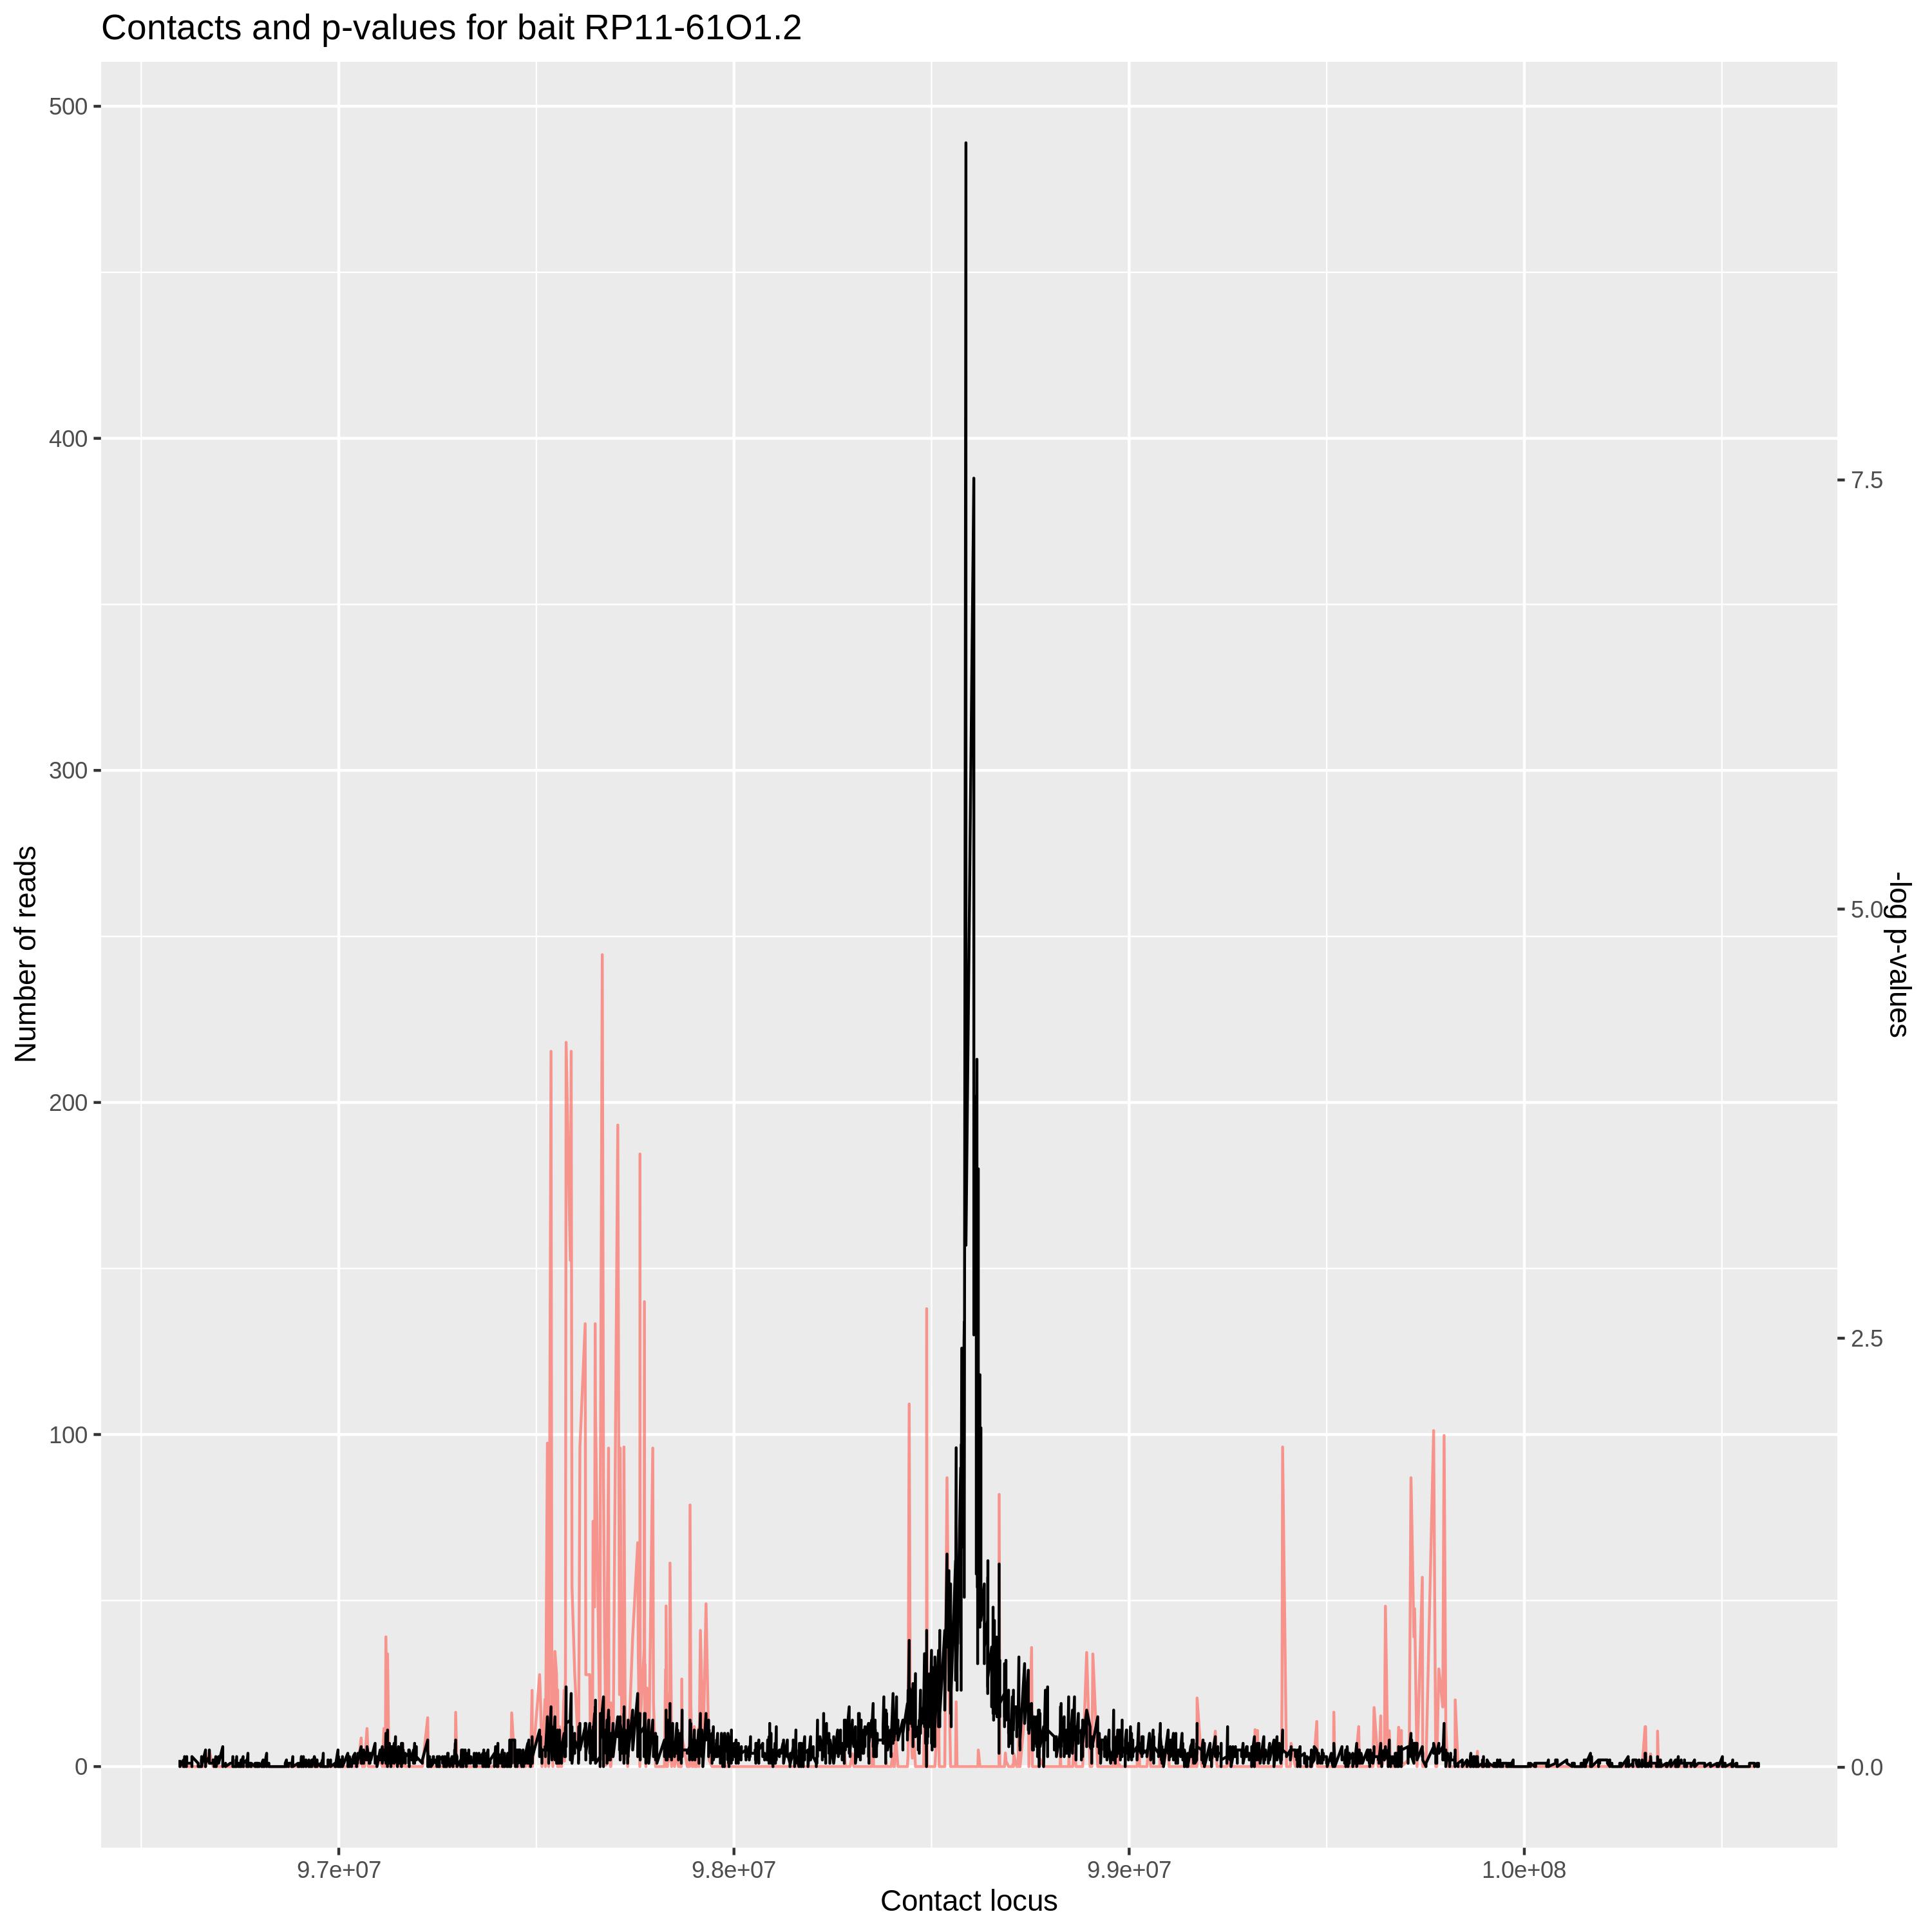 Contacts and p-values for bait RP11-61O1.2
500
400
300
200
100
0
Number of reads
7.5
5.0
2.5
0.0
-log p-values
9.7e+07
9.8e+07
9.9e+07
1.0e+08
Contact locus